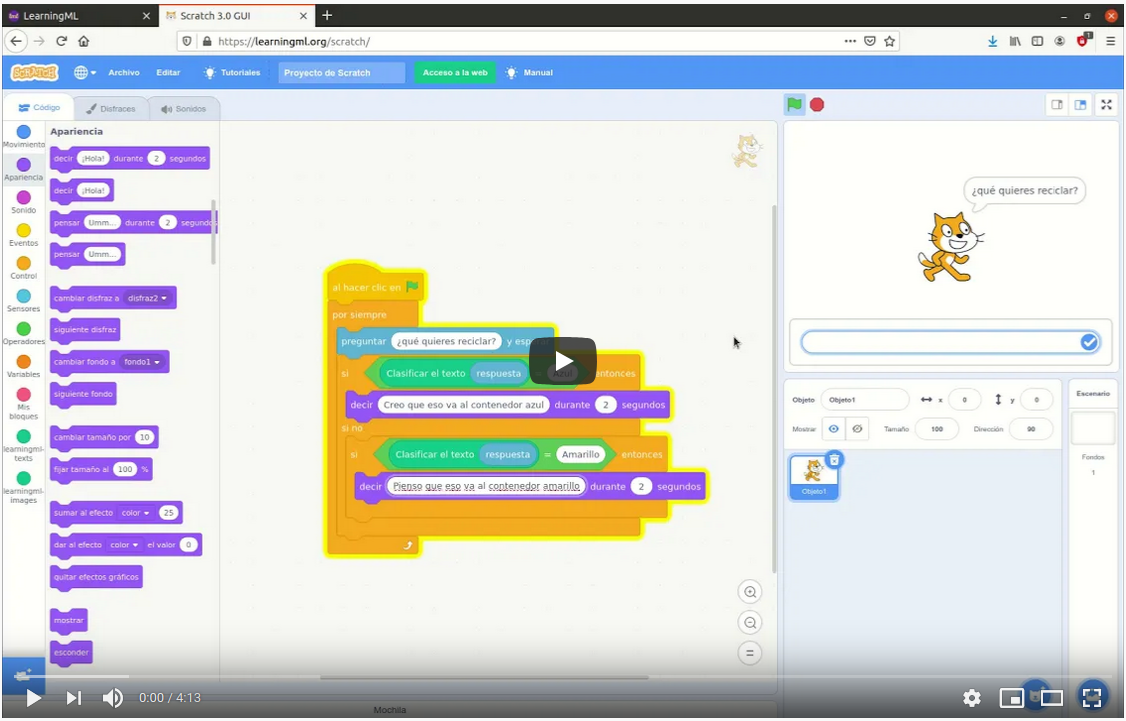 LearningML
Scratch 3.0 GUI
https://learningml.org/scratch/
1
SCRATCH
Archivo
Editar
Tutoriales
Proyecto de Scratch
Acceso a la web
Manual
Código
Disfraces
Sonidos
Movimiento
Apariencia
Sonido
Eventos
Control
Sensores
Operadores
Variables
Mis
bloques
learningml-
texts
learningml-
images
Apariencia
decir ¡Hola! durante 2 segundos
decir ¡Hola!
pensar Umm... durante 2 segundos
pensar Umm...
cambiar disfraz a disfraz2
siguiente disfraz
cambiar fondo a fondo1
siguiente fondo
cambiar tamaño por 10
fijar tamaño al 100 %
sumar al efecto color 25
dar al efecto color el valor 0
quitar efectos gráficos
mostrar
esconder
al hacer clic en
por siempre
preguntar ¿qué quieres reciclar? y esp
si Clasificar el texto respuesta = Azul entonces
decir Creo que eso va al contenedor azul durante 2 segundos
si no
si Clasificar el texto respuesta = Amarillo entonces
decir Pienso que eso va al contenedor amarillo durante 2 segundos
¿qué quieres reciclar?
Objeto Objeto1 x 0 y 0
Mostrar Tamaño 100 Dirección 90
Objeto1
Escenario
Fondos
1
Mochila
0:00 / 4:13